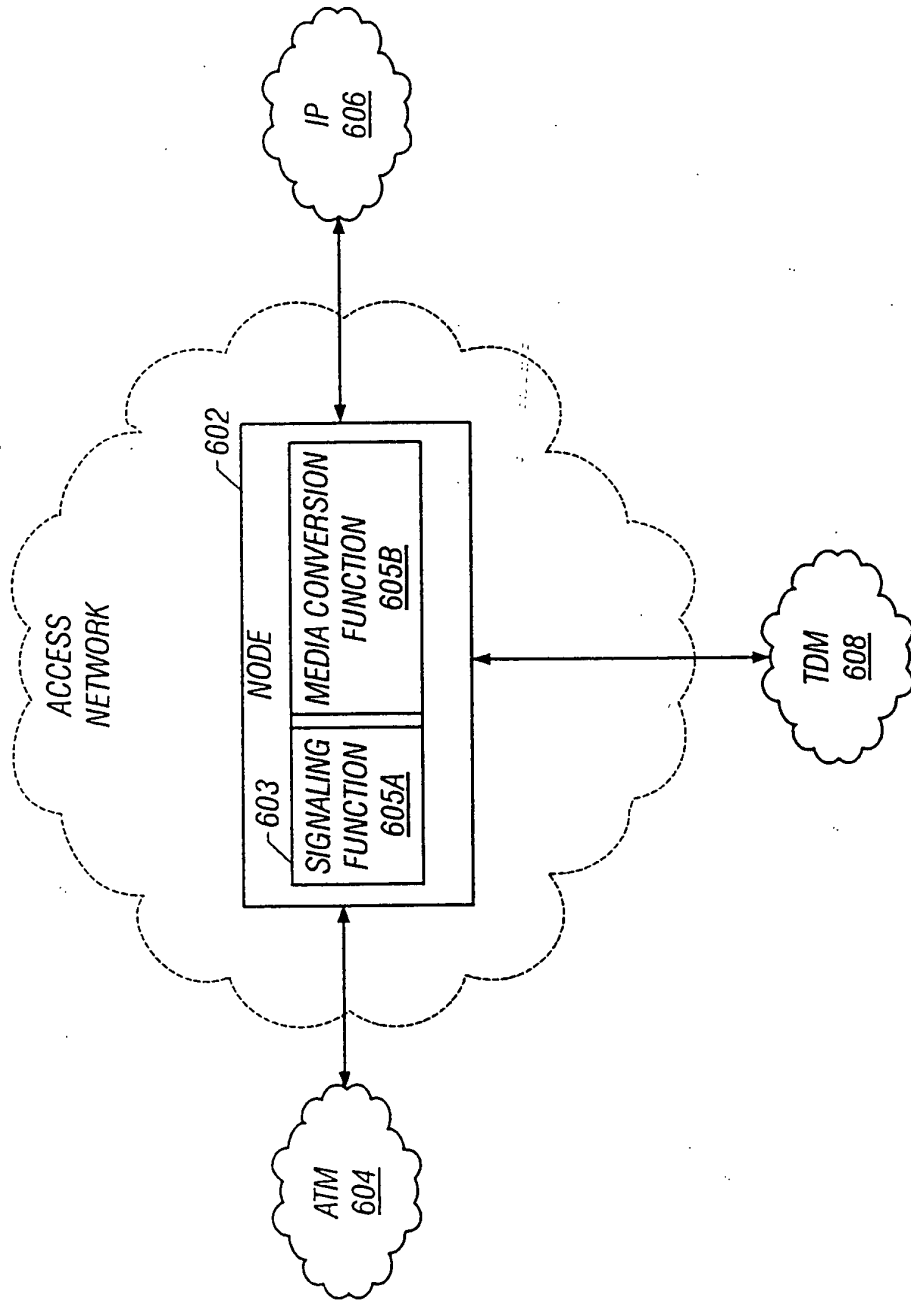 ACCESS
NETWORK
602
NODE
603
SIGNALING
FUNCTION
605A
MEDIA CONVERSION
FUNCTION
605B
ATM
604
IP
606
TDM
608